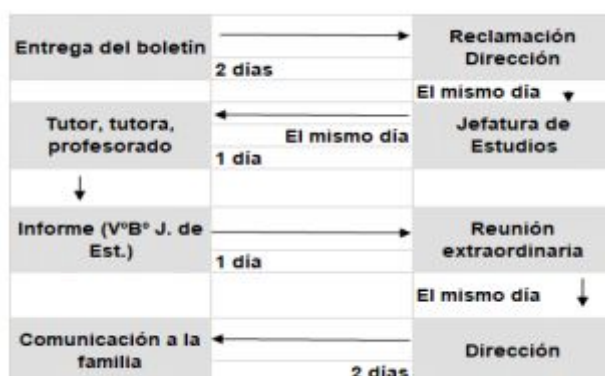 Entrega del boletín
Reclamación
Dirección
2 días
El mismo día
Tutor, tutora,
profesorado
El mismo día
Jefatura de
Estudios
1 día
Informe (VºBº J. de
Est.)
Reunión
extraordinaria
1 día
El mismo día
Comunicación a la
familia
Dirección
2 días